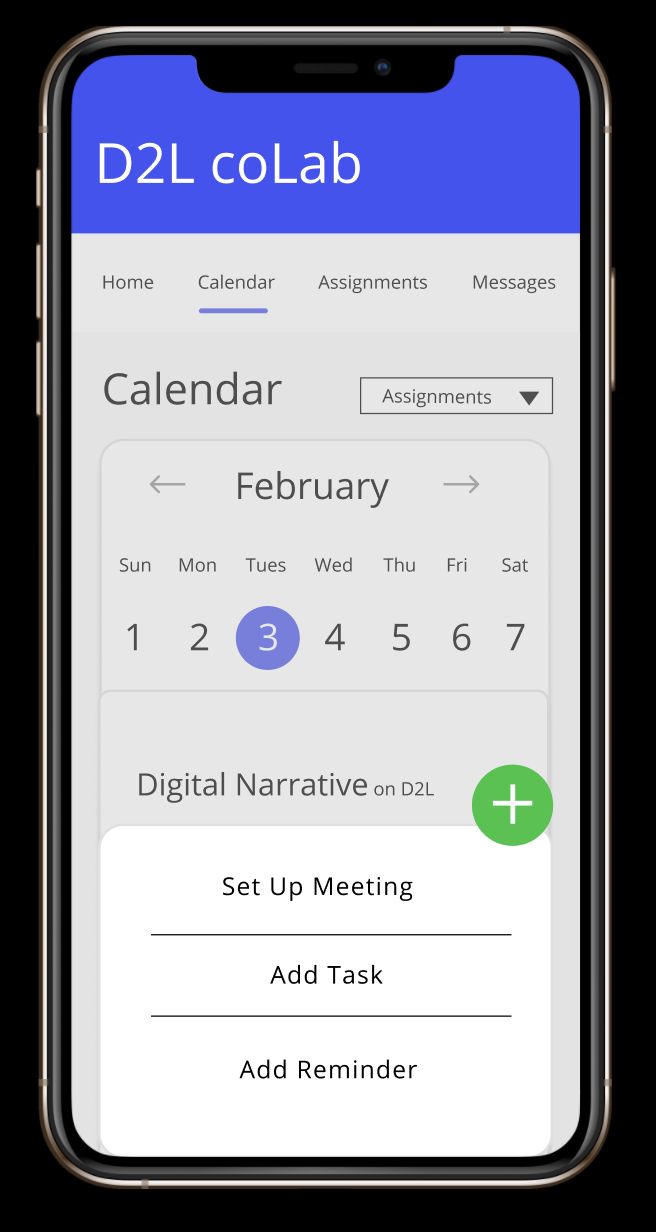 D2L coLab
Home Calendar Assignments Messages
Calendar Assignments
February
Sun Mon Tues Wed Thu Fri Sat
1 2 3 4 5 6 7
Digital Narrative on D2L
Set Up Meeting
Add Task
Add Reminder